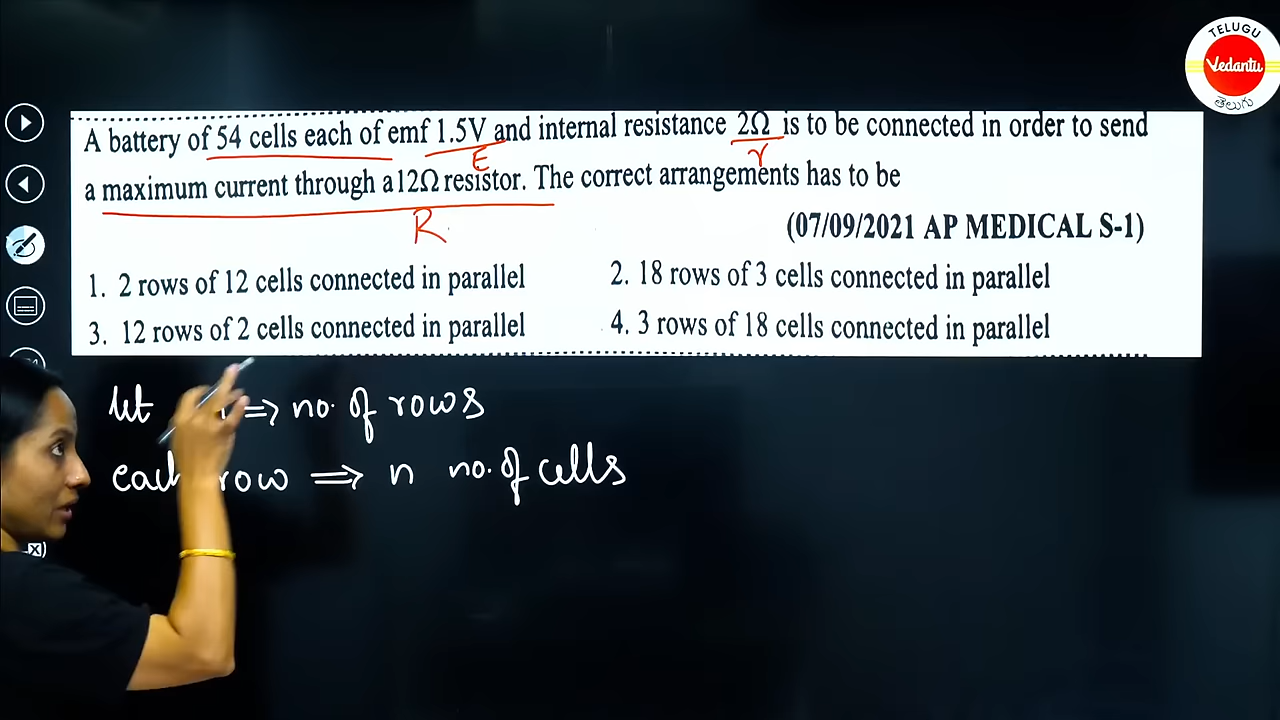 TELUGU
Vedantu
తెలుగు
A battery of 54 cells each of emf 1.5V and internal resistance 2Ω is to be connected in order to send
E
r
a maximum current through a12Ω resistor. The correct arrangements has to be
R
(07/09/2021 AP MEDICAL S-1)
1. 2 rows of 12 cells connected in parallel
2. 18 rows of 3 cells connected in parallel
3. 12 rows of 2 cells connected in parallel
4. 3 rows of 18 cells connected in parallel
let ⇒ no. of rows
each row ⇒ n no. of cells